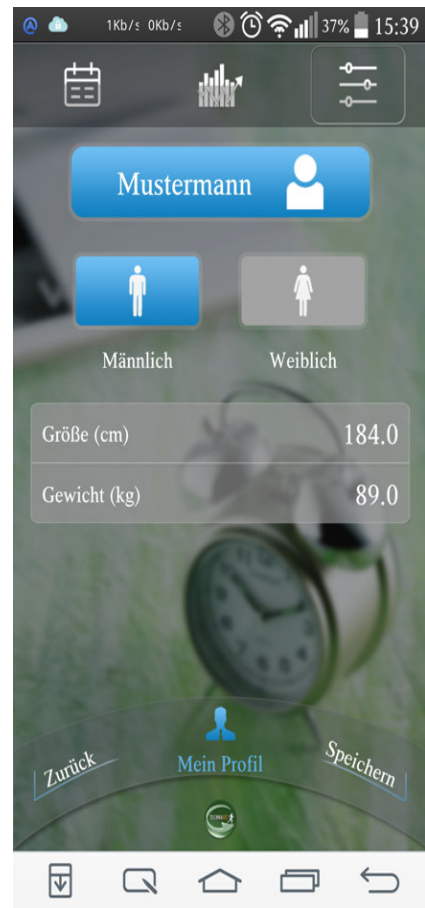 1Kb/s 0Kb/s 37% 15:39
Mustermann
Männlich Weiblich
Größe (cm) 184.0
Gewicht (kg) 89.0
Zurück Mein Profil Speichern